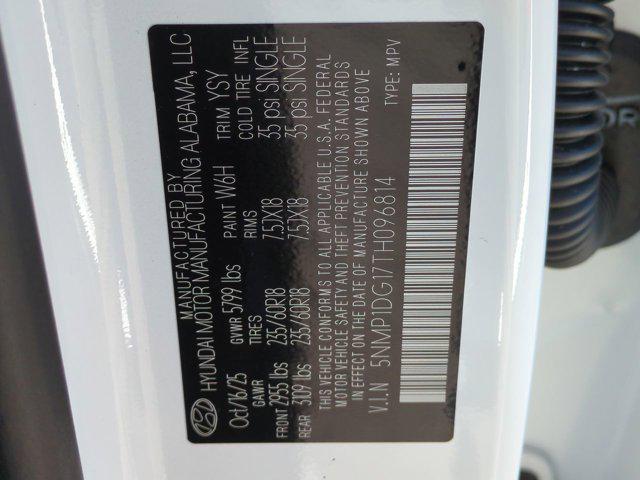 MANUFACTURED BY
HYUNDAI MOTOR MANUFACTURING ALABAMA, LLC
Oct/16/25 GVWR 5799 lbs PAINT W6H TRIM YSY
GAWR TIRES RIMS COLD TIRE INFL
FRONT 2955 lbs 235/60R18 7.5JX18 35 psi SINGLE
REAR 3109 lbs 235/60R18 7.5JX18 35 psi SINGLE
THIS VEHICLE CONFORMS TO ALL APPLICABLE U.S.A. FEDERAL
MOTOR VEHICLE SAFETY AND THEFT PREVENTION STANDARDS
IN EFFECT ON THE DATE OF MANUFACTURE SHOWN ABOVE
V.I.N 5NMP1DG17TH096814 TYPE: MPV